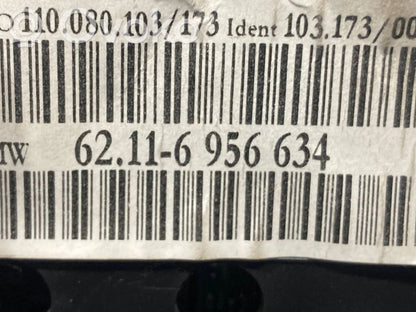 110.080.103/173 Ident 103.173/00
62.11-6 956 634